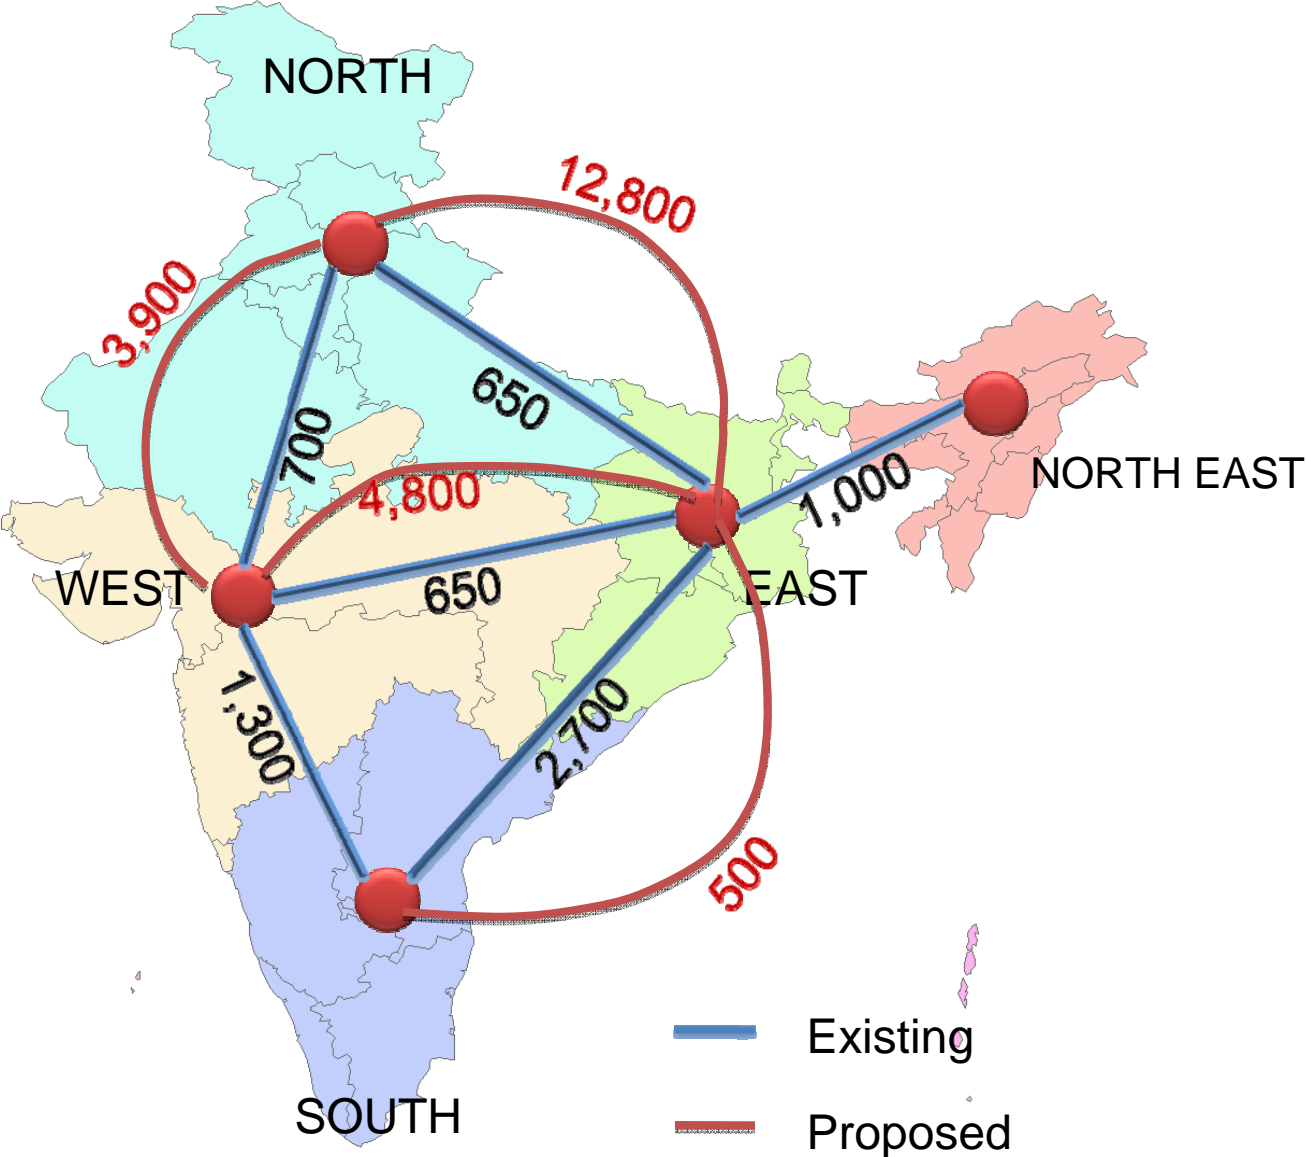 NORTH
12,800
3,900
650
700
4,800
1,000
NORTH EAST
WEST
650
EAST
1,300
2,700
500
Existing
SOUTH
Proposed